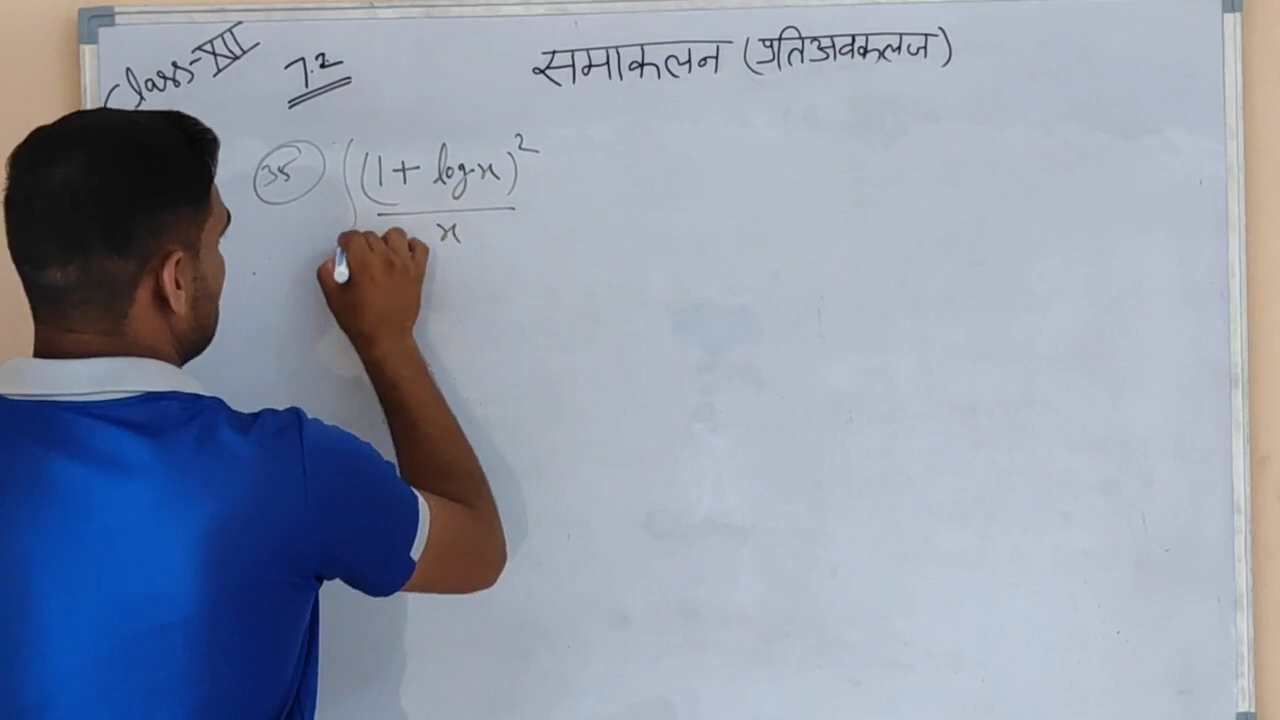 Class-XII 7.2 समाकलन (प्रतिअवकलज)
35 ∫ (1 + log x)²
x